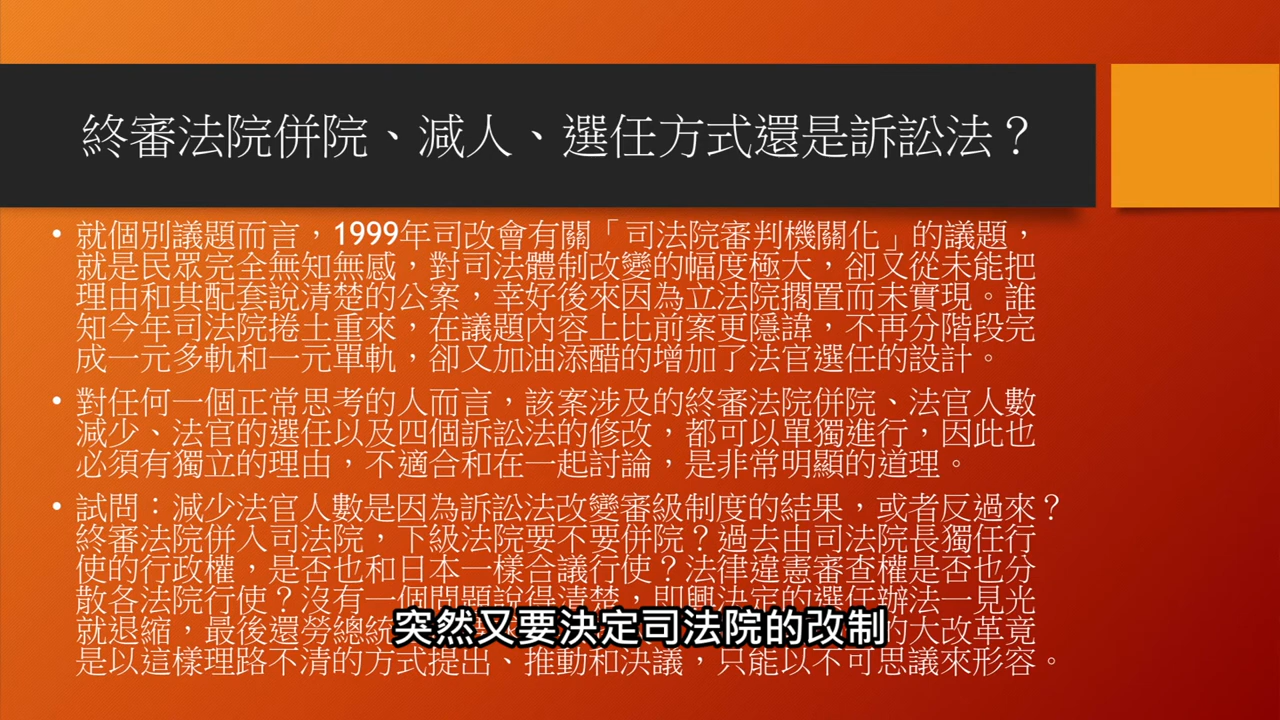 終審法院併院、減人、選任方式還是訴訟法？
• 就個別議題而言，1999年司改會有關「司法院審判機關化」的議題，
就是民眾完全無知無感，對司法體制改變的幅度極大，卻又從未能把
理由和其配套說清楚的公案，幸好後來因為立法院擱置而未實現。誰
知今年司法院捲土重來，在議題內容上比前案更隱諱，不再分階段完
成一元多軌和一元單軌，卻又加油添醋的增加了法官選任的設計。
• 對任何一個正常思考的人而言，該案涉及的終審法院併院、法官人數
減少、法官的選任以及四個訴訟法的修改，都可以單獨進行，因此也
必須有獨立的理由，不適合和在一起討論，是非常明顯的道理。
• 試問：減少法官人數是因為訴訟法改變審級制度的結果，或者反過來？
終審法院併入司法院，下級法院要不要併院？過去由司法院長獨任行
使的行政權，是否也和日本一樣合議行使？法律違憲審查權是否也分
散各法院行使？沒有一個問題說得清楚，即興決定的選任辦法一見光
就退縮，最後還勞總統 的大改革竟
是以這樣理路不清的方式提出、推動和決議，只能以不可思議來形容。
突然又要決定司法院的改制